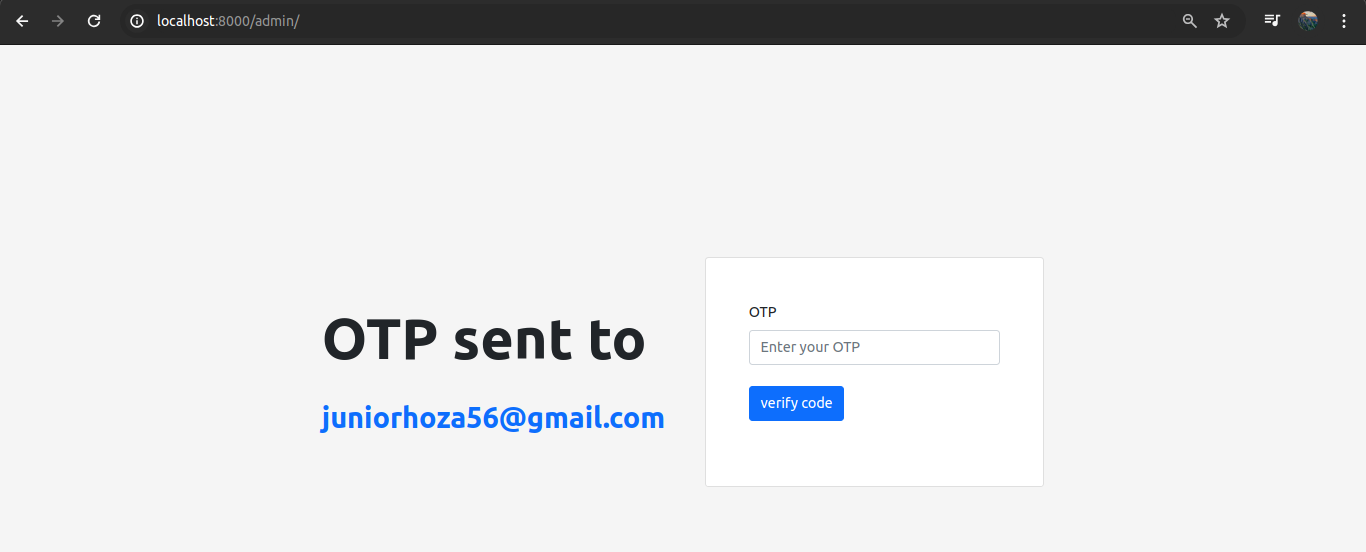 localhost:8000/admin/
OTP sent to
juniorhoza56@gmail.com
OTP
Enter your OTP
verify code